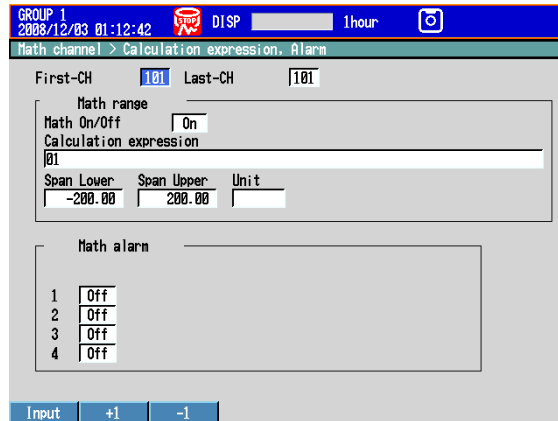 GROUP 1
2008/12/03 01:12:42 STOP DISP 1hour
Math channel > Calculation expression, Alarm
First-CH 101 Last-CH 101
Math range
Math On/Off On
Calculation expression
01
Span Lower Span Upper Unit
-200.00 200.00
Math alarm
1 Off
2 Off
3 Off
4 Off
Input +1 -1